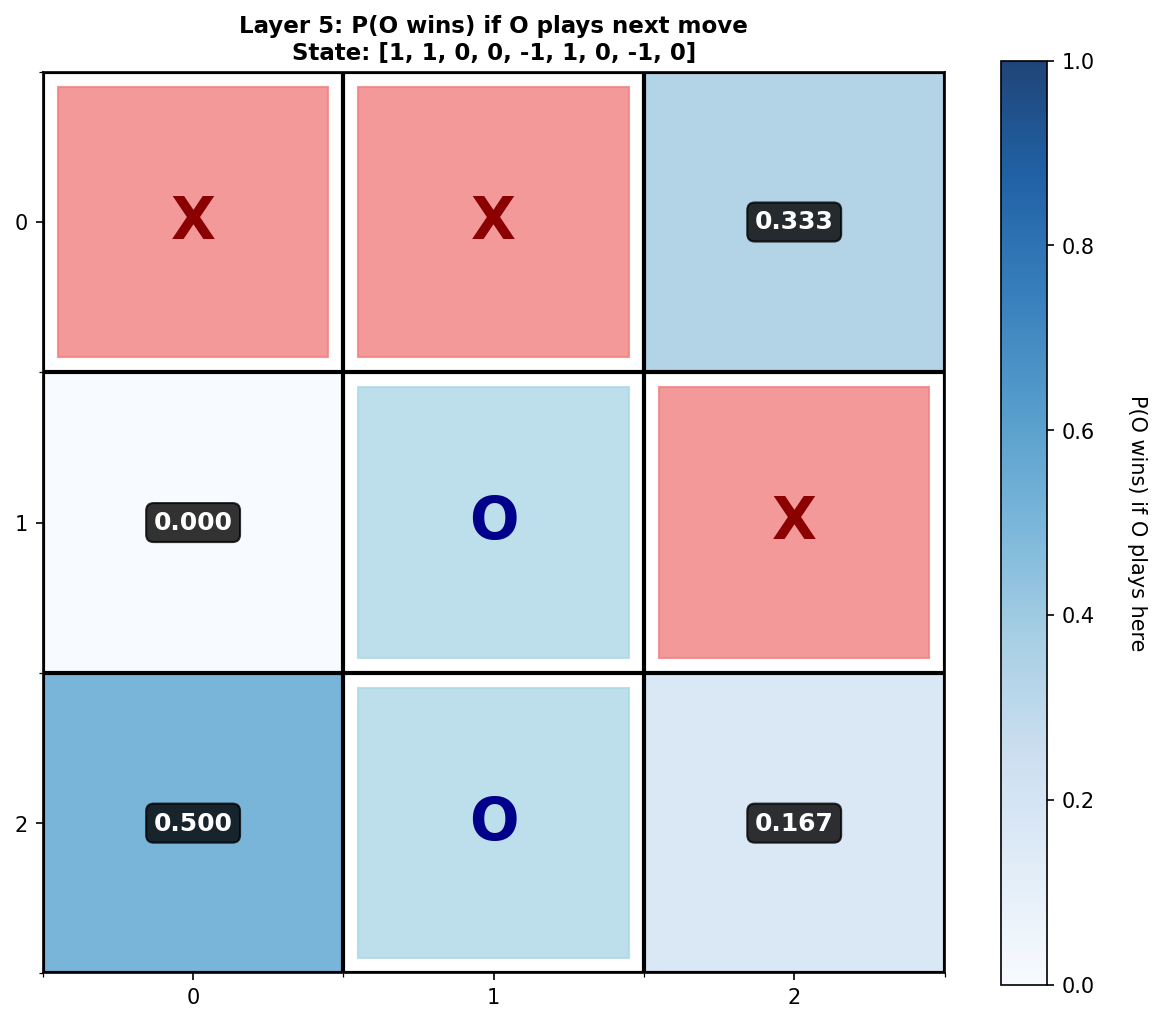 Layer 5: P(O wins) if O plays next move
State: [1, 1, 0, 0, -1, 1, 0, -1, 0]
X X 0.333
0.000 O X
0.500 O 0.167
0
1
2
0 1 2
1.0
0.8
0.6
0.4
0.2
0.0
P(O wins) if O plays here